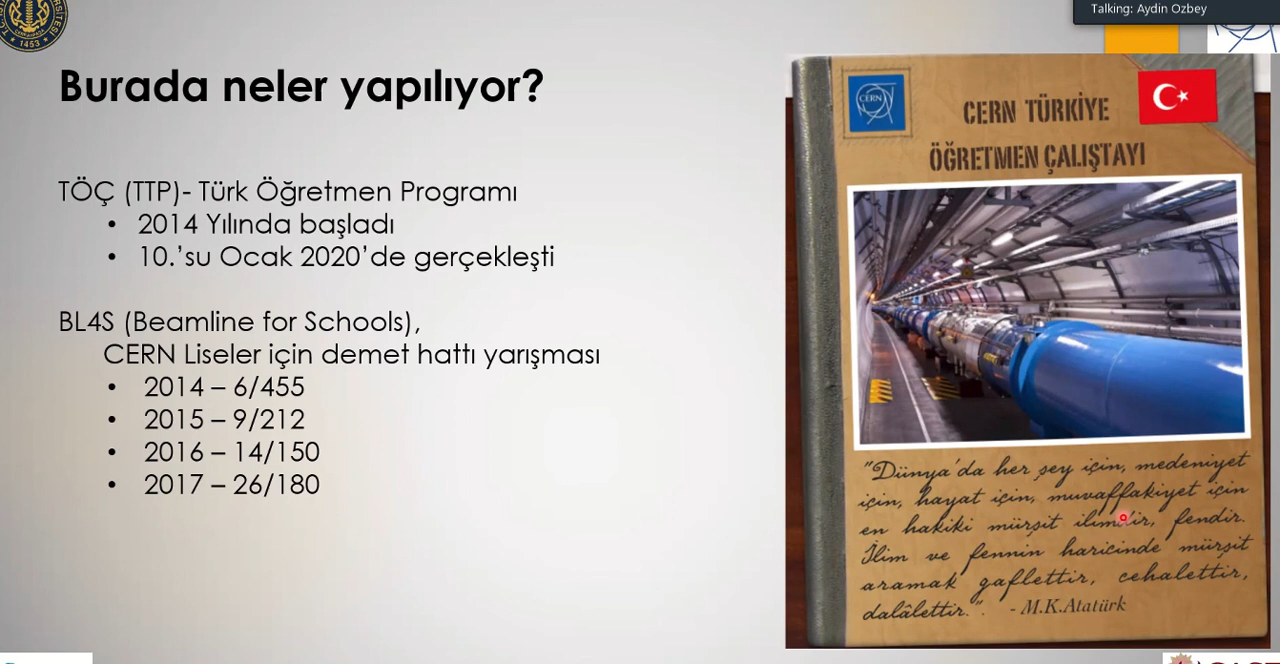 Talking: Aydin Ozbey
1453
Burada neler yapılıyor?
TÖÇ (TTP)- Türk Öğretmen Programı
• 2014 Yılında başladı
• 10.'su Ocak 2020'de gerçekleşti
BL4S (Beamline for Schools),
CERN Liseler için demet hattı yarışması
• 2014 – 6/455
• 2015 – 9/212
• 2016 – 14/150
• 2017 – 26/180
CERN
CERN TÜRKİYE
ÖĞRETMEN ÇALIŞTAYI
"Dünya'da her şey için, medeniyet
için, hayat için, muvaffakiyet için
en hakiki mürşit ilimdir, fendir.
İlim ve fennin haricinde mürşit
aramak gaflettir, cehalettir,
dalâlettir.". - M.K.Atatürk